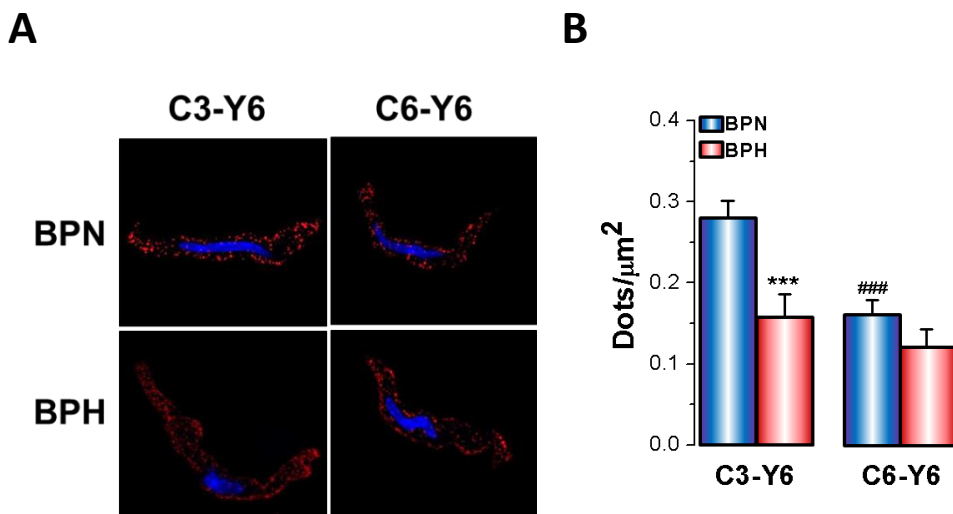 A
B
C3-Y6 C6-Y6
BPN
BPH
Dots/μm²
0.4
0.3
0.2
0.1
0.0
BPN
BPH
***
###
C3-Y6 C6-Y6